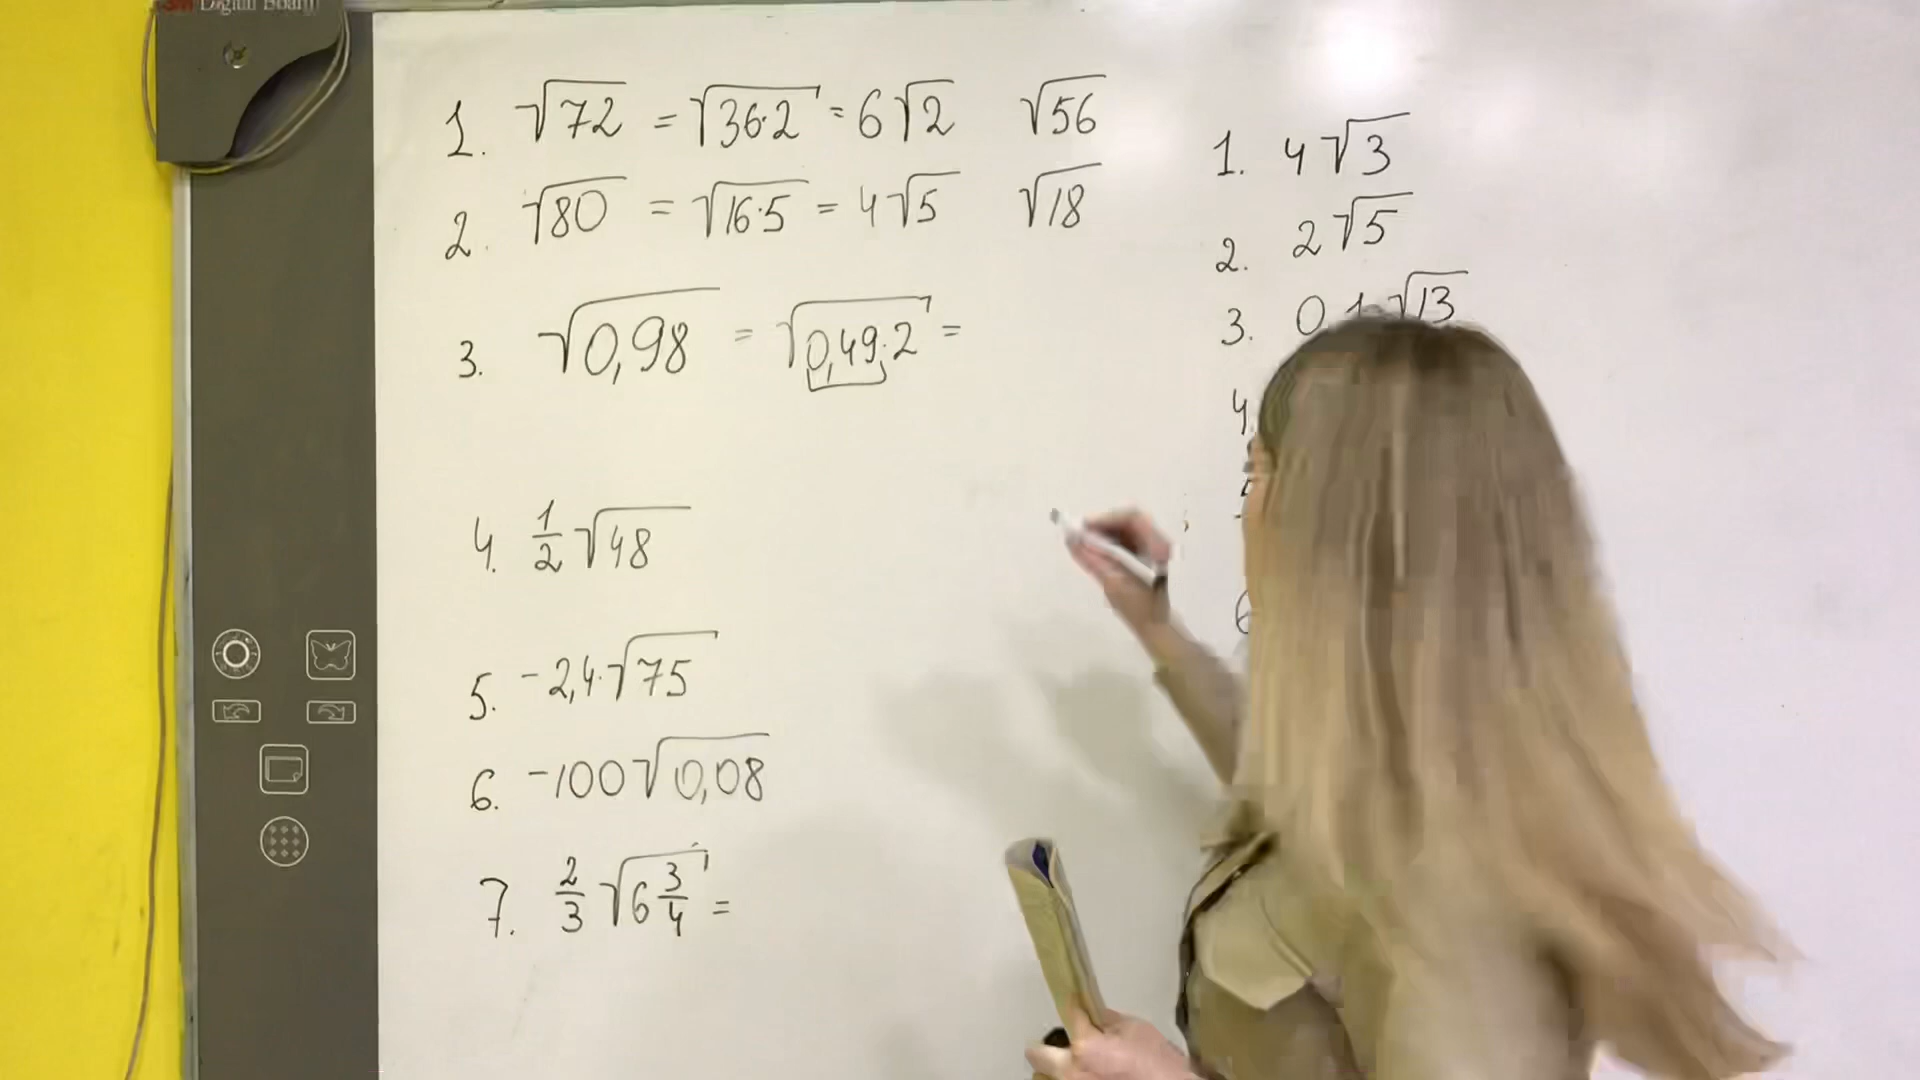 Digital Board
1. √72 = √36·2 = 6√2 √56
2. √80 = √16·5 = 4√5 √18
3. √0,98 = √0,49·2 =
4. 1/2 √48
5. -2,4·√75
6. -100√0,08
7. 2/3 √6 3/4 =
1. 4√3
2. 2√5
3. 0,1√13
4.